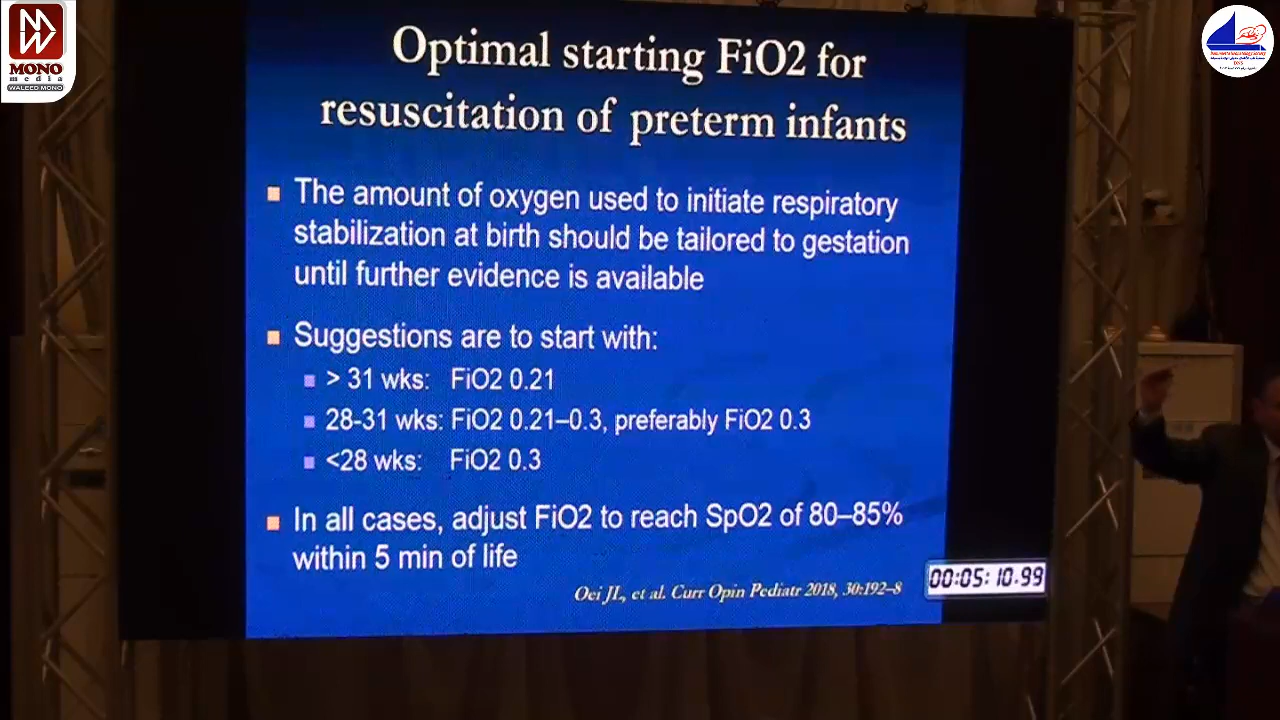 MONO
media
WALEED MONO
Optimal starting FiO2 for
resuscitation of preterm infants
The amount of oxygen used to initiate respiratory
stabilization at birth should be tailored to gestation
until further evidence is available
Suggestions are to start with:
> 31 wks: FiO2 0.21
28-31 wks: FiO2 0.21–0.3, preferably FiO2 0.3
<28 wks: FiO2 0.3
In all cases, adjust FiO2 to reach SpO2 of 80–85%
within 5 min of life
Oei JL, et al. Curr Opin Pediatr 2018, 30:192–8
00:05:10.99
DNS